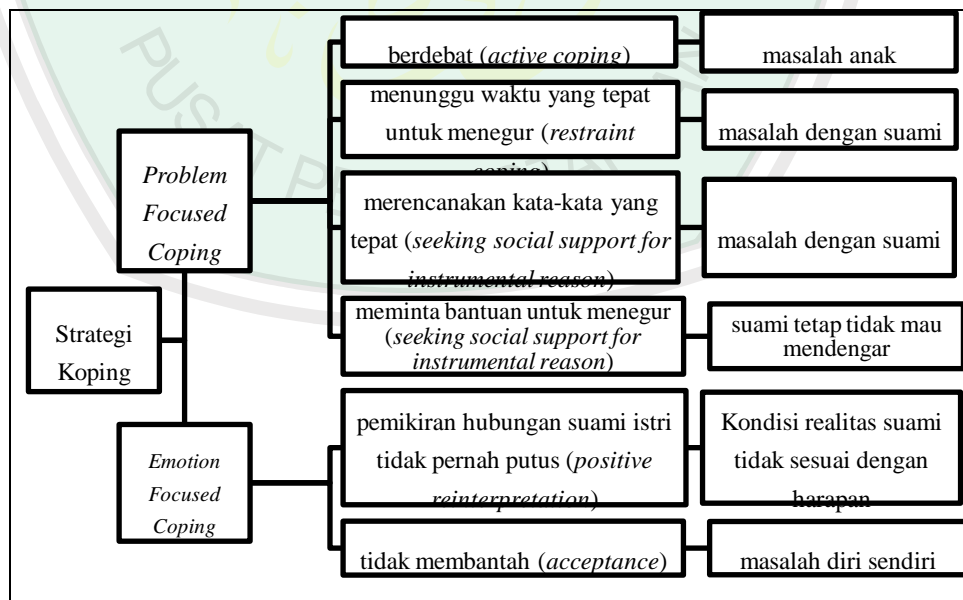 Strategi
Koping
Problem
Focused
Coping
berdebat (active coping)
masalah anak
menunggu waktu yang tepat
untuk menegur (restraint
coping)
masalah dengan suami
merencanakan kata-kata yang
tepat (seeking social support for
instrumental reason)
masalah dengan suami
meminta bantuan untuk menegur
(seeking social support for
instrumental reason)
suami tetap tidak mau
mendengar
Emotion
Focused
Coping
pemikiran hubungan suami istri
tidak pernah putus (positive
reinterpretation)
Kondisi realitas suami
tidak sesuai dengan
harapan
tidak membantah (acceptance)
masalah diri sendiri